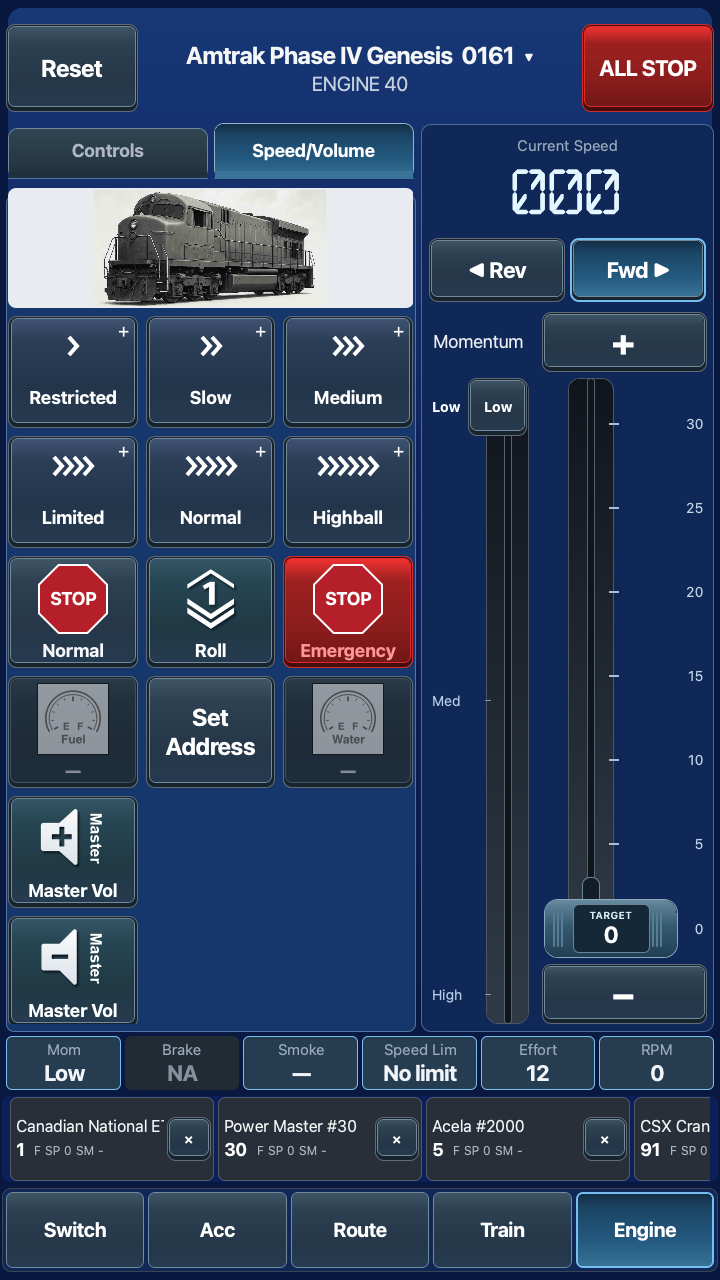 Reset
Amtrak Phase IV Genesis 0161 ▾
ENGINE 40
ALL STOP
Controls
Speed/Volume
Current Speed
000
◀ Rev
Fwd ▶
Momentum
+
Low
Low
Med
High
30
25
20
15
10
5
0
TARGET
0
−
+
Restricted
+
Slow
+
Medium
+
Limited
+
Normal
+
Highball
STOP
Normal
1
Roll
STOP
Emergency
E F
Fuel
—
Set
Address
E F
Water
—
Master
Master Vol
Master
Master Vol
Mom
Low
Brake
NA
Smoke
—
Speed Lim
No limit
Effort
12
RPM
0
Canadian National E
1 F SP 0 SM -
×
Power Master #30
30 F SP 0 SM -
×
Acela #2000
5 F SP 0 SM -
×
CSX Cran
91 F SP 0
Switch
Acc
Route
Train
Engine